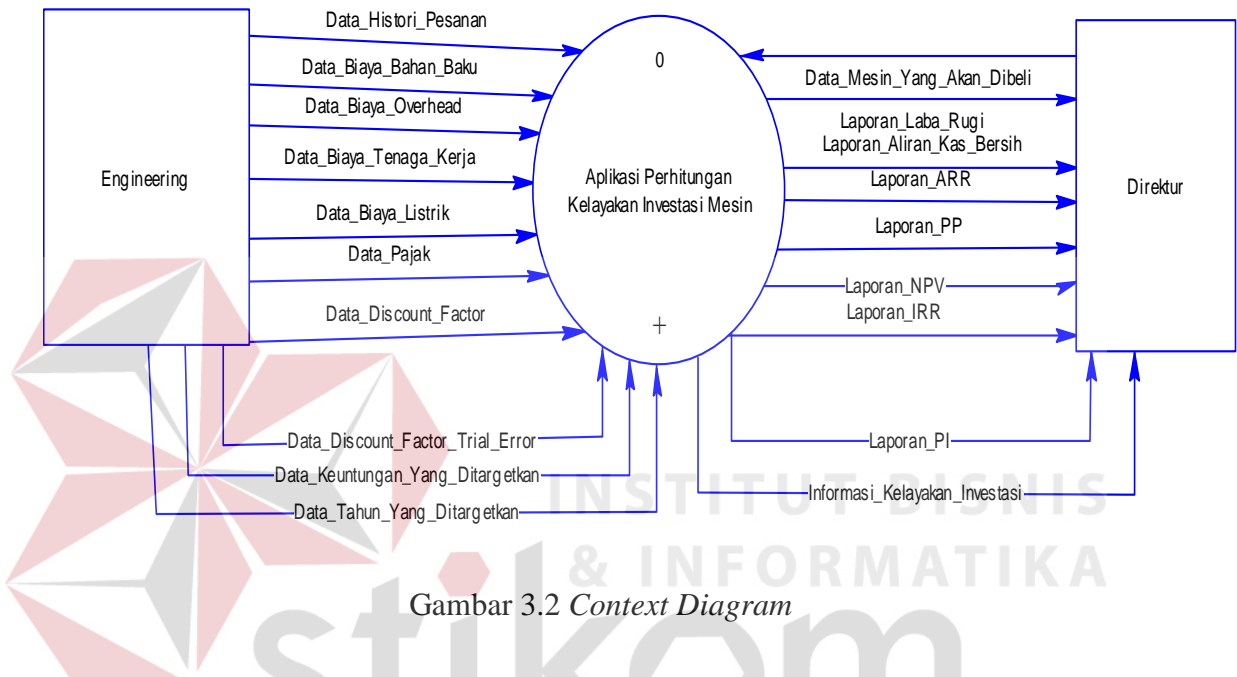 Engineering
Data_Histori_Pesanan
Data_Biaya_Bahan_Baku
Data_Biaya_Overhead
Data_Biaya_Tenaga_Kerja
Data_Biaya_Listrik
Data_Pajak
Data_Discount_Factor
Data_Discount_Factor_Trial_Error
Data_Keuntungan_Yang_Ditargetkan
Data_Tahun_Yang_Ditargetkan
0
Aplikasi Perhitungan
Kelayakan Investasi Mesin
+
Data_Mesin_Yang_Akan_Dibeli
Laporan_Laba_Rugi
Laporan_Aliran_Kas_Bersih
Laporan_ARR
Laporan_PP
Laporan_NPV
Laporan_IRR
Laporan_PI
Informasi_Kelayakan_Investasi
Direktur
INSTITUT BISNIS
& INFORMATIKA
stikom
Gambar 3.2 Context Diagram